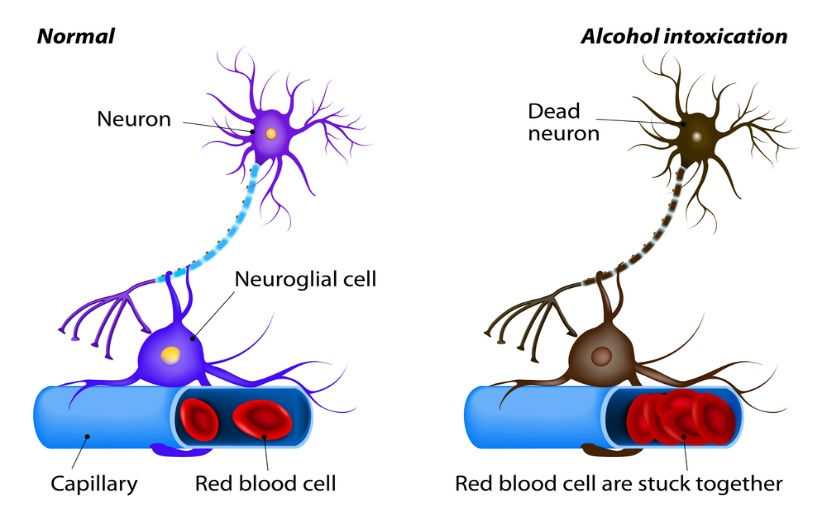 Normal
Alcohol intoxication
Neuron
Dead
neuron
Neuroglial cell
Capillary
Red blood cell
Red blood cell are stuck together